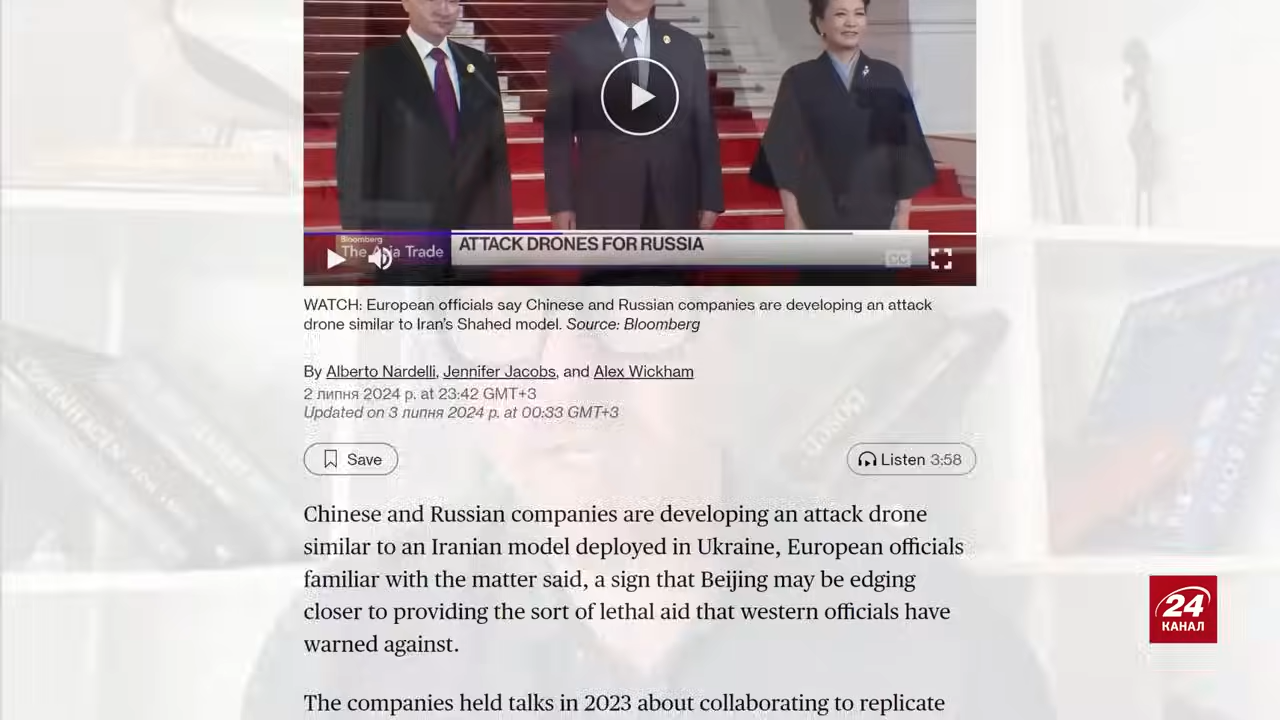 Bloomberg
The Asia Trade
ATTACK DRONES FOR RUSSIA
CC
WATCH: European officials say Chinese and Russian companies are developing an attack
drone similar to Iran's Shahed model. Source: Bloomberg
By Alberto Nardelli, Jennifer Jacobs, and Alex Wickham
2 липня 2024 р. at 23:42 GMT+3
Updated on 3 липня 2024 р. at 00:33 GMT+3
Save
Listen 3:58
Chinese and Russian companies are developing an attack drone
similar to an Iranian model deployed in Ukraine, European officials
familiar with the matter said, a sign that Beijing may be edging
closer to providing the sort of lethal aid that western officials have
warned against.
24
КАНАЛ
The companies held talks in 2023 about collaborating to replicate